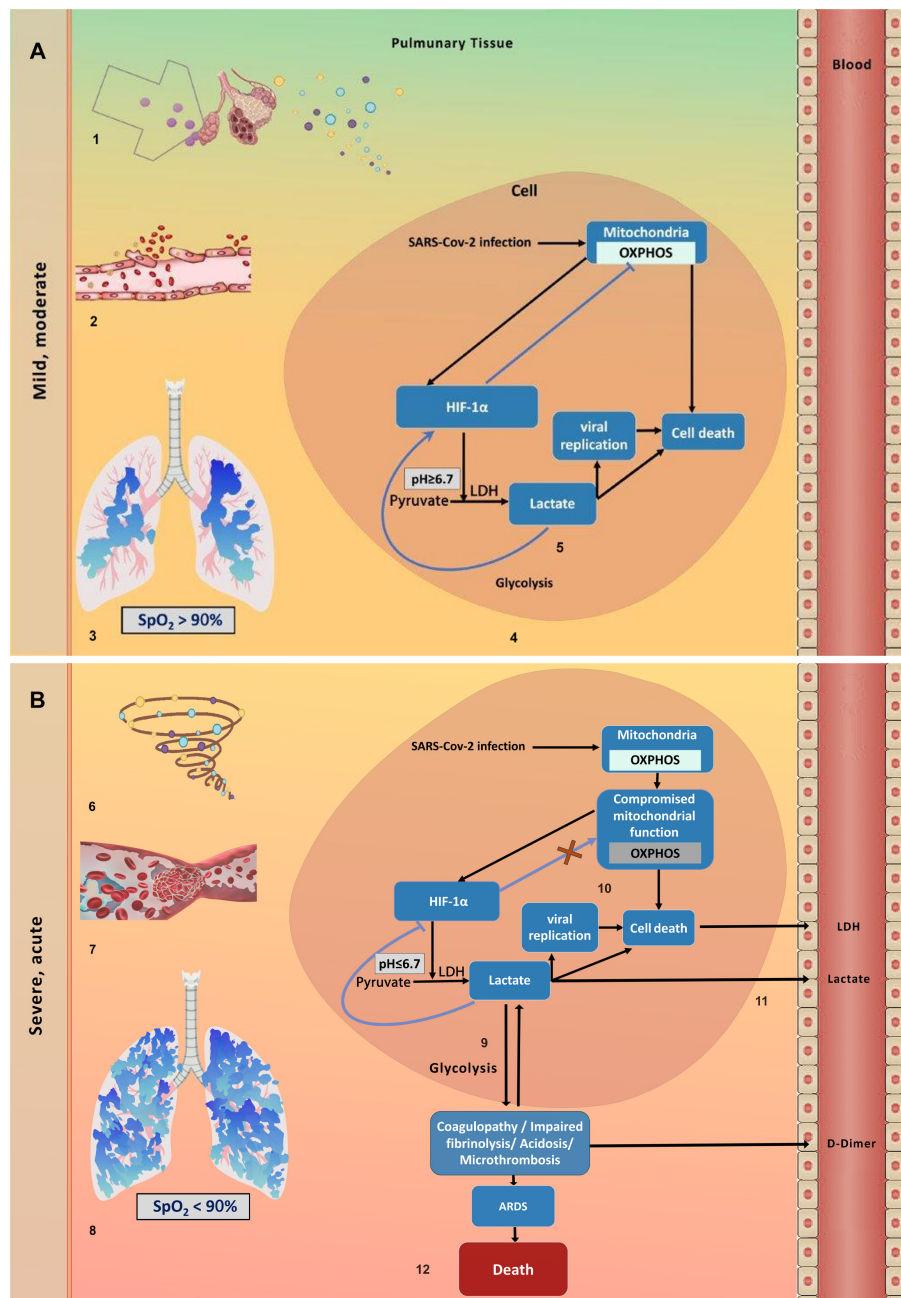 A
Pulmunary Tissue
Blood
Mild, moderate
1
2
3
SpO₂ > 90%
Cell
SARS-Cov-2 infection
Mitochondria
OXPHOS
HIF-1α
viral
replication
Cell death
pH≥6.7
Pyruvate
LDH
Lactate
5
Glycolysis
4
B
Severe, acute
6
7
8
SpO₂ < 90%
SARS-Cov-2 infection
Mitochondria
OXPHOS
Compromised
mitochondrial
function
OXPHOS
10
HIF-1α
viral
replication
Cell death
LDH
pH≤6.7
Pyruvate
LDH
Lactate
Lactate
11
9
Glycolysis
Coagulopathy / Impaired
fibrinolysis/ Acidosis/
Microthrombosis
D-Dimer
ARDS
12
Death